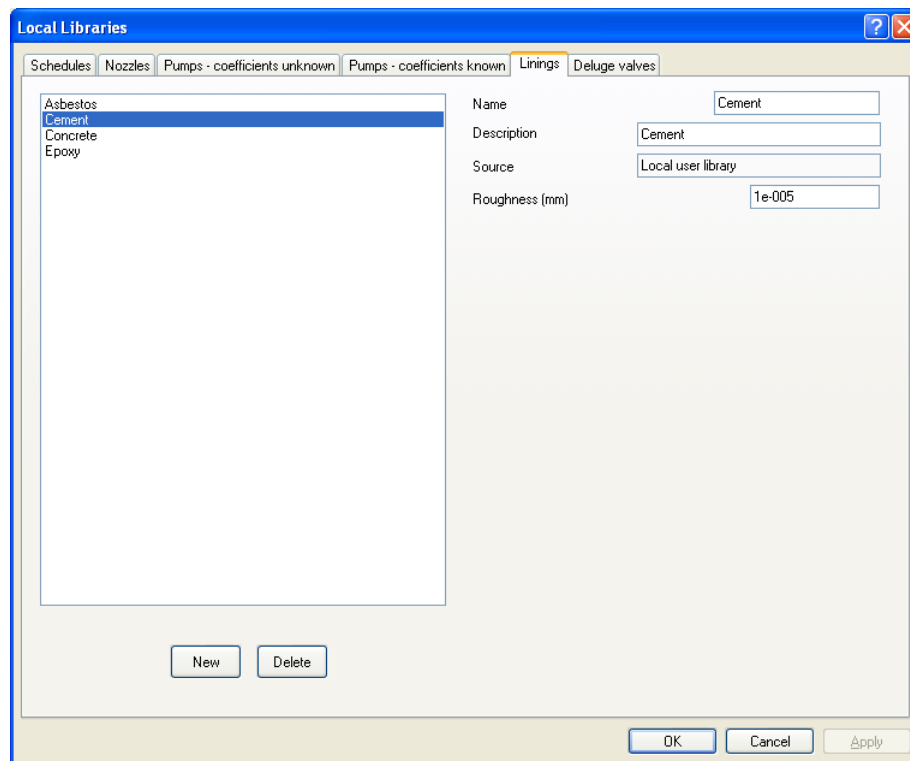 Local Libraries
Schedules Nozzles Pumps - coefficients unknown Pumps - coefficients known Linings Deluge valves
Asbestos
Cement
Concrete
Epoxy
Name Cement
Description Cement
Source Local user library
Roughness (mm) 1e-005
New Delete
OK Cancel Apply